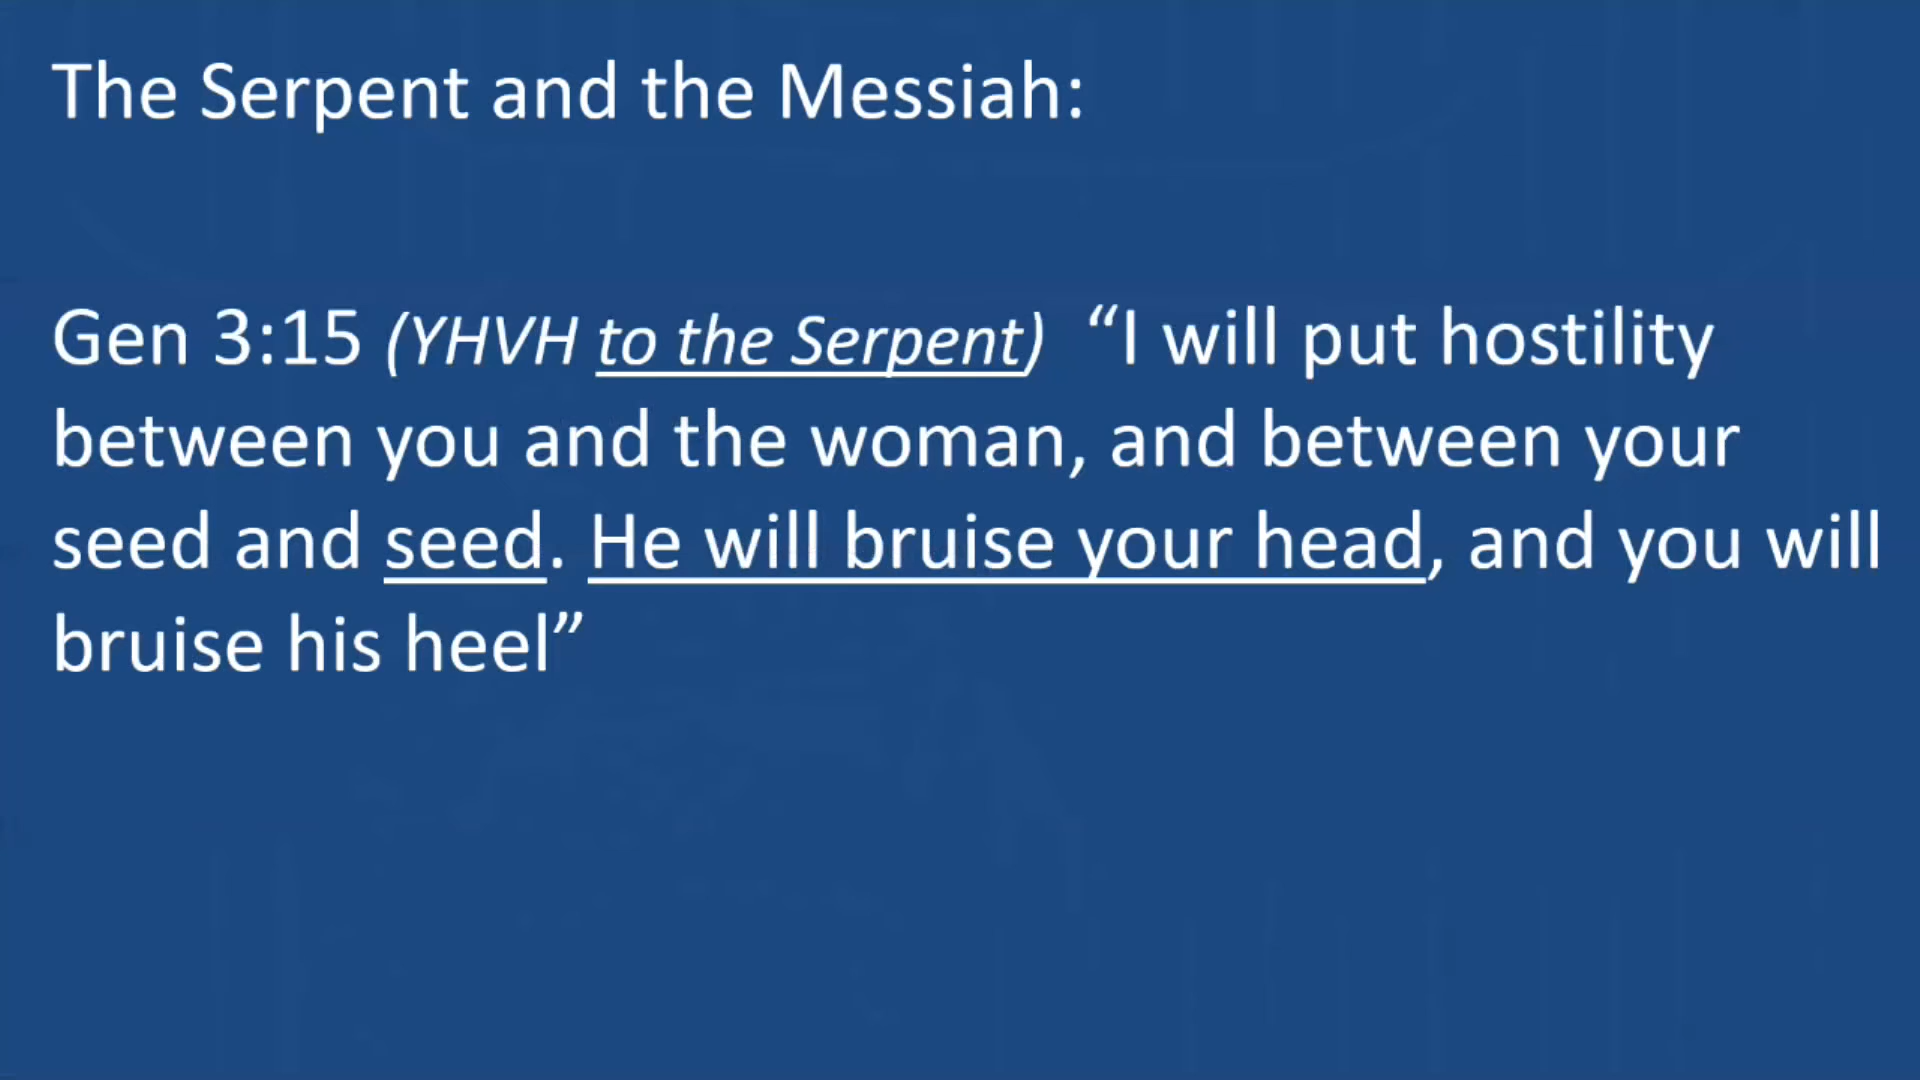 The Serpent and the Messiah:
Gen 3:15 (YHVH to the Serpent)  “I will put hostility
between you and the woman, and between your
seed and seed. He will bruise your head, and you will
bruise his heel”